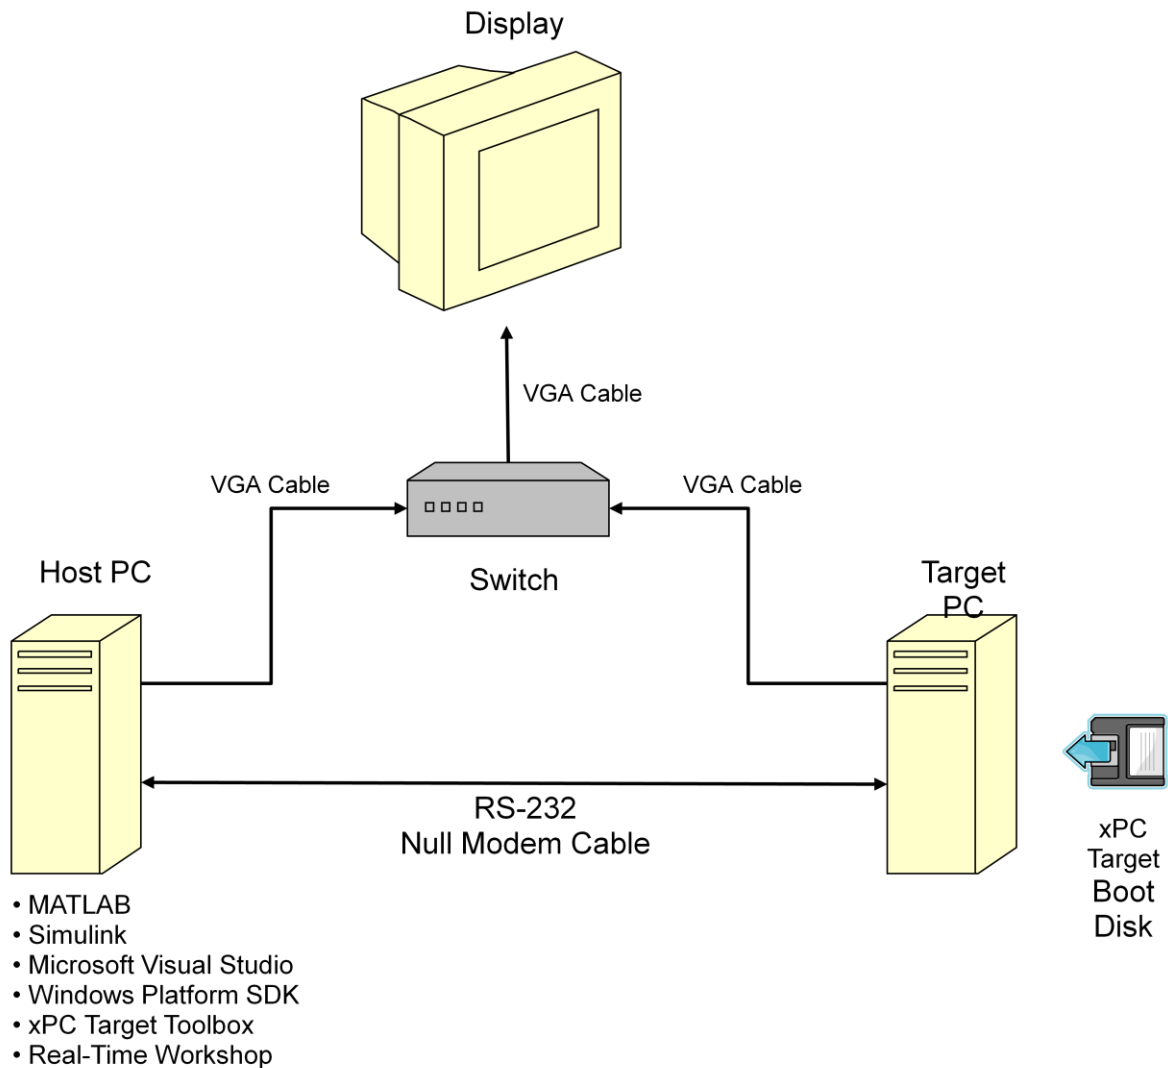 Display
VGA Cable
VGA Cable
VGA Cable
Switch
Host PC
Target
PC
RS-232
Null Modem Cable
xPC
Target
Boot
Disk
• MATLAB
• Simulink
• Microsoft Visual Studio
• Windows Platform SDK
• xPC Target Toolbox
• Real-Time Workshop